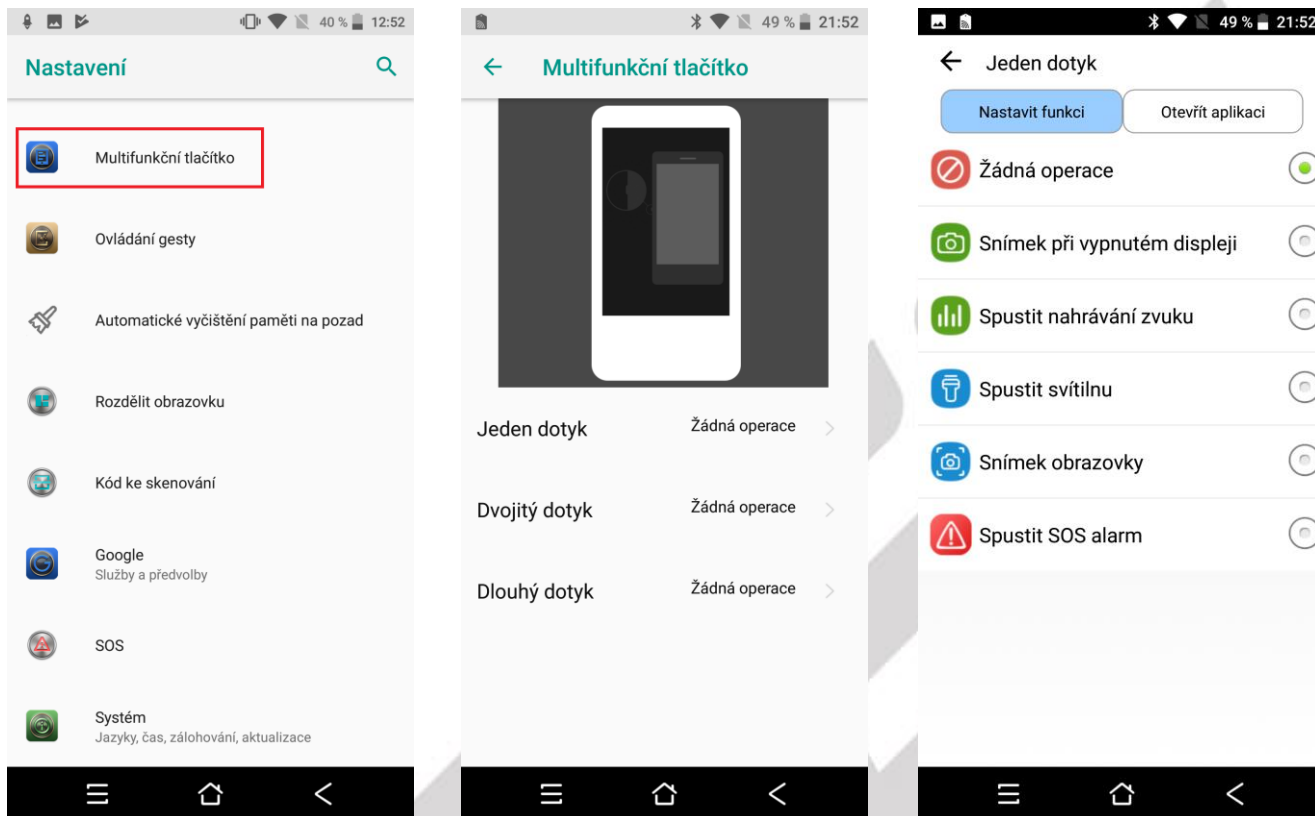 40 % 12:52
Nastavení
Multifunkční tlačítko
Ovládání gesty
Automatické vyčištění paměti na pozad
Rozdělit obrazovku
Kód ke skenování
Google
Služby a předvolby
SOS
Systém
Jazyky, čas, zálohování, aktualizace
49 % 21:52
Multifunkční tlačítko
Jeden dotyk Žádná operace
Dvojitý dotyk Žádná operace
Dlouhý dotyk Žádná operace
49 % 21:52
Jeden dotyk
Nastavit funkci Otevřít aplikaci
Žádná operace
Snímek při vypnutém displeji
Spustit nahrávání zvuku
Spustit svítilnu
Snímek obrazovky
Spustit SOS alarm